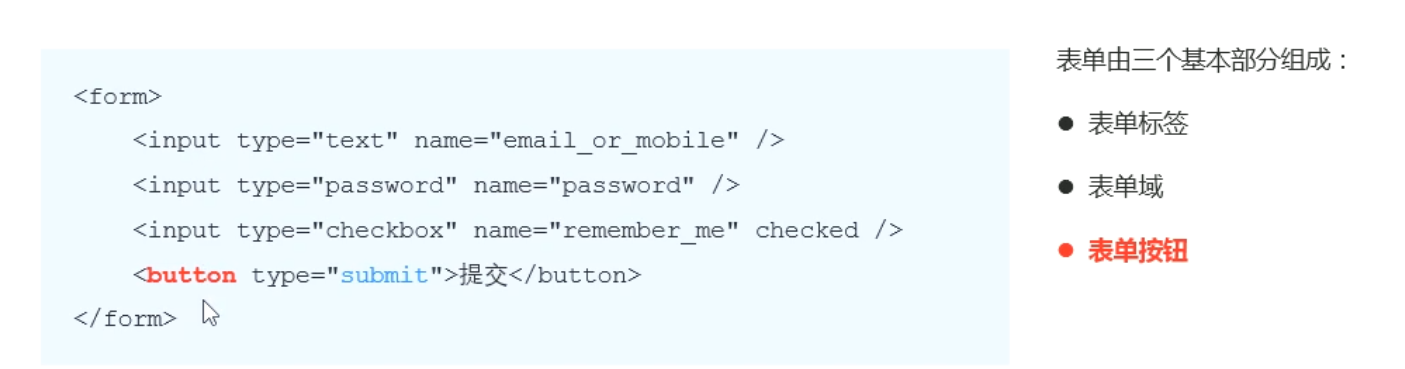 <form>
<input type="text" name="email_or_mobile" />
<input type="password" name="password" />
<input type="checkbox" name="remember_me" checked />
<button type="submit">提交</button>
</form>
表单由三个基本部分组成：
● 表单标签
● 表单域
● 表单按钮